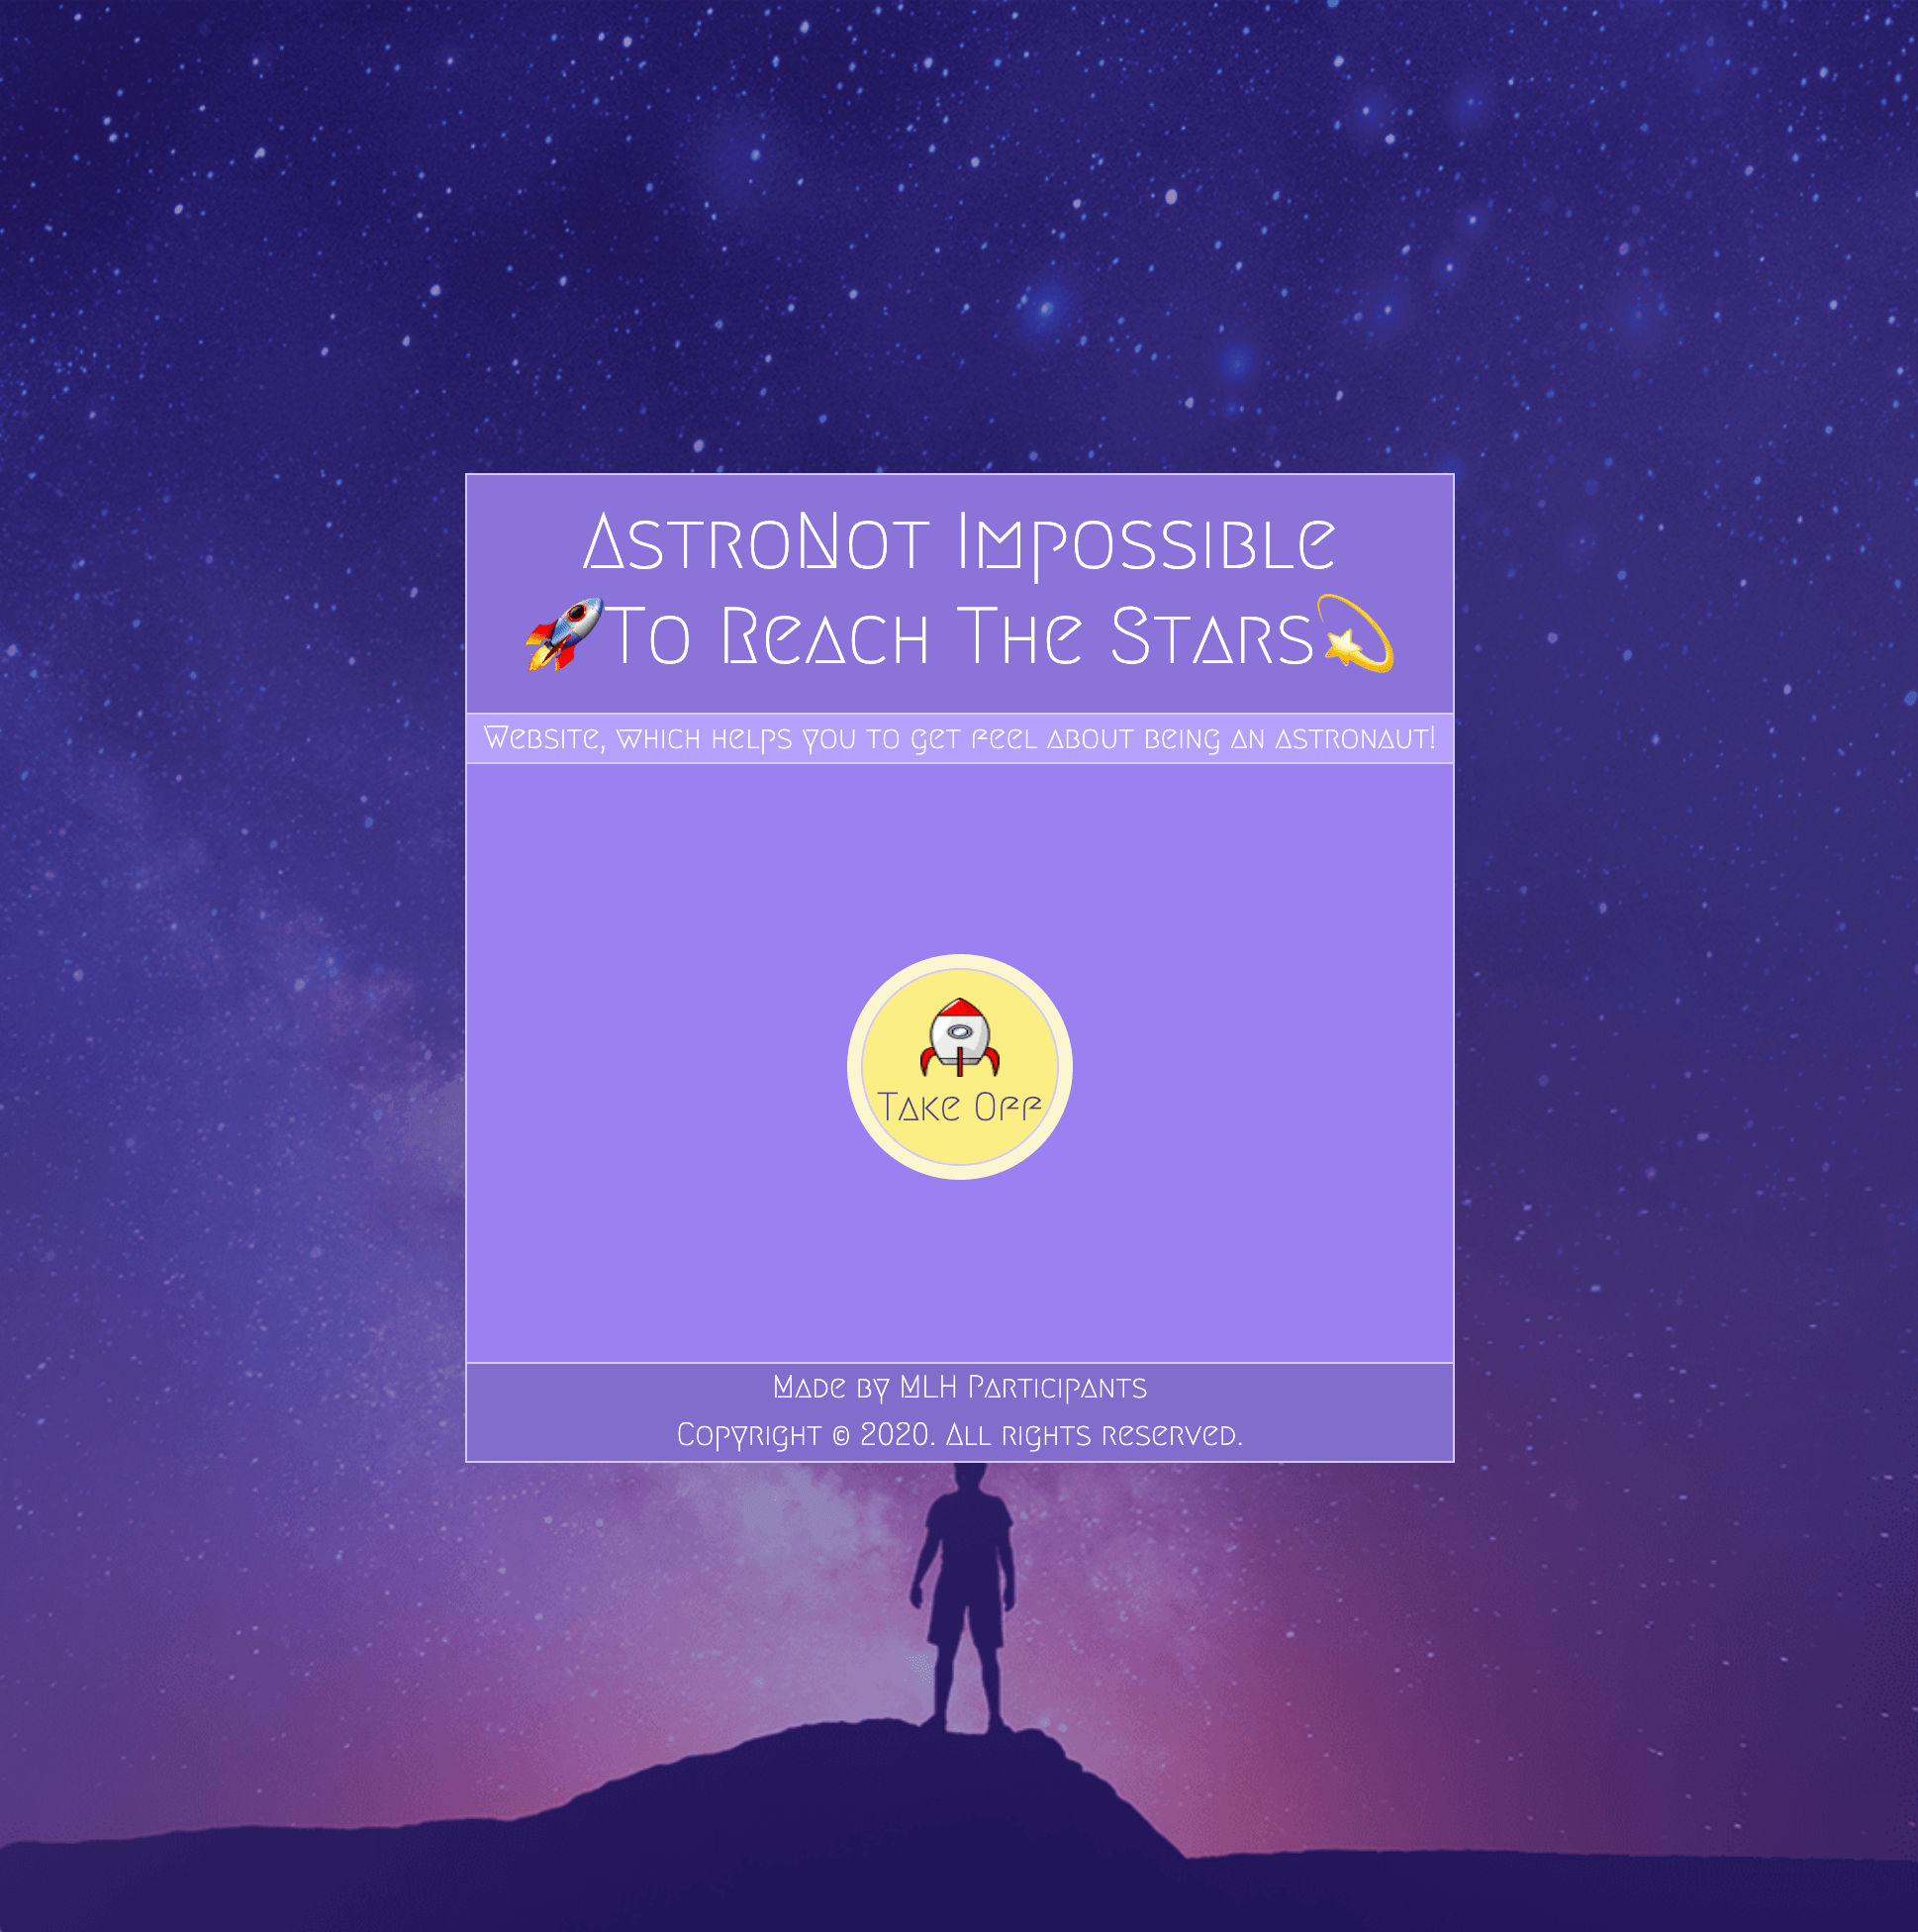 AstroNot Impossible
🚀To Reach The Stars💫
Website, which helps you to get feel about being an astronaut!
Take Off
Made by MLH Participants
Copyright © 2020. All rights reserved.